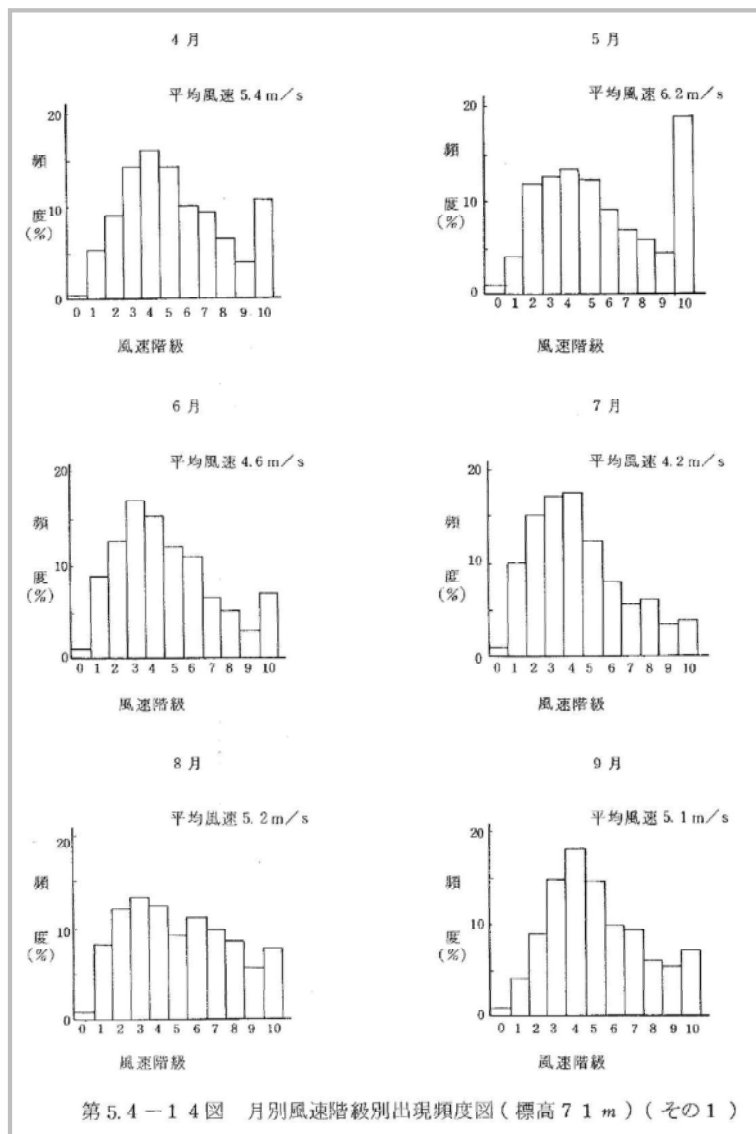 4月
平均風速5.4m/s
20
頻
度
10
(%)
0
0 1 2 3 4 5 6 7 8 9 10
風速階級
5月
平均風速6.2m/s
20
頻
度
10
(%)
0
0 1 2 3 4 5 6 7 8 9 10
風速階級
6月
平均風速4.6m/s
20
頻
度
10
(%)
0
0 1 2 3 4 5 6 7 8 9 10
風速階級
7月
平均風速4.2m/s
20
頻
度
10
(%)
0
0 1 2 3 4 5 6 7 8 9 10
風速階級
8月
平均風速5.2m/s
20
頻
度
10
(%)
0
0 1 2 3 4 5 6 7 8 9 10
風速階級
9月
平均風速5.1m/s
20
頻
度
10
(%)
0
0 1 2 3 4 5 6 7 8 9 10
風速階級
第5.4-14図 月別風速階級別出現頻度図(標高71m)(その1)